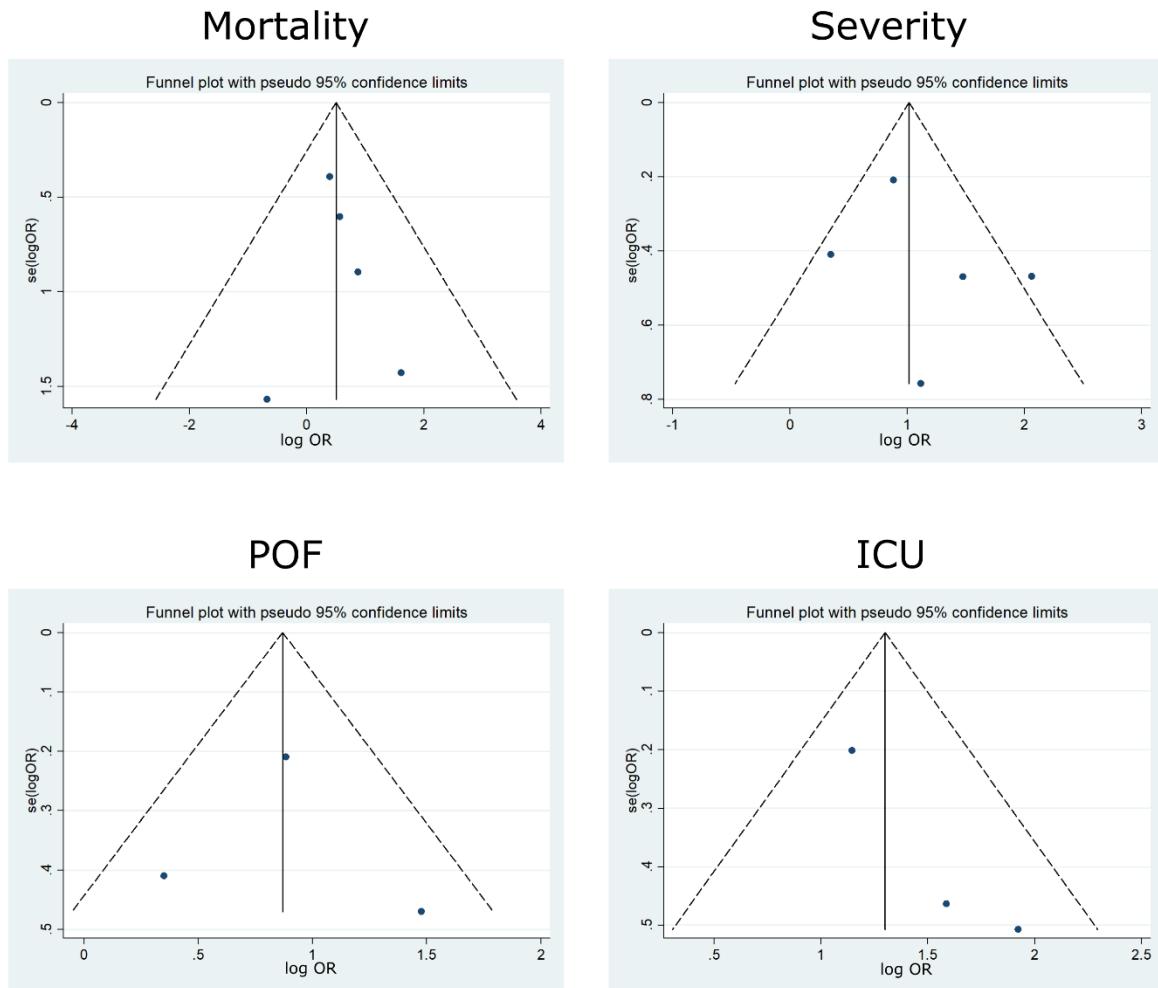 Mortality
Funnel plot with pseudo 95% confidence limits
se(logOR)
0
.5
1
1.5
-4 -2 0 2 4
log OR
Severity
Funnel plot with pseudo 95% confidence limits
se(logOR)
0
.2
.4
.6
.8
-1 0 1 2 3
log OR
POF
Funnel plot with pseudo 95% confidence limits
se(logOR)
0
.1
.2
.3
.4
.5
0 .5 1 1.5 2
log OR
ICU
Funnel plot with pseudo 95% confidence limits
se(logOR)
0
.1
.2
.3
.4
.5
.5 1 1.5 2 2.5
log OR